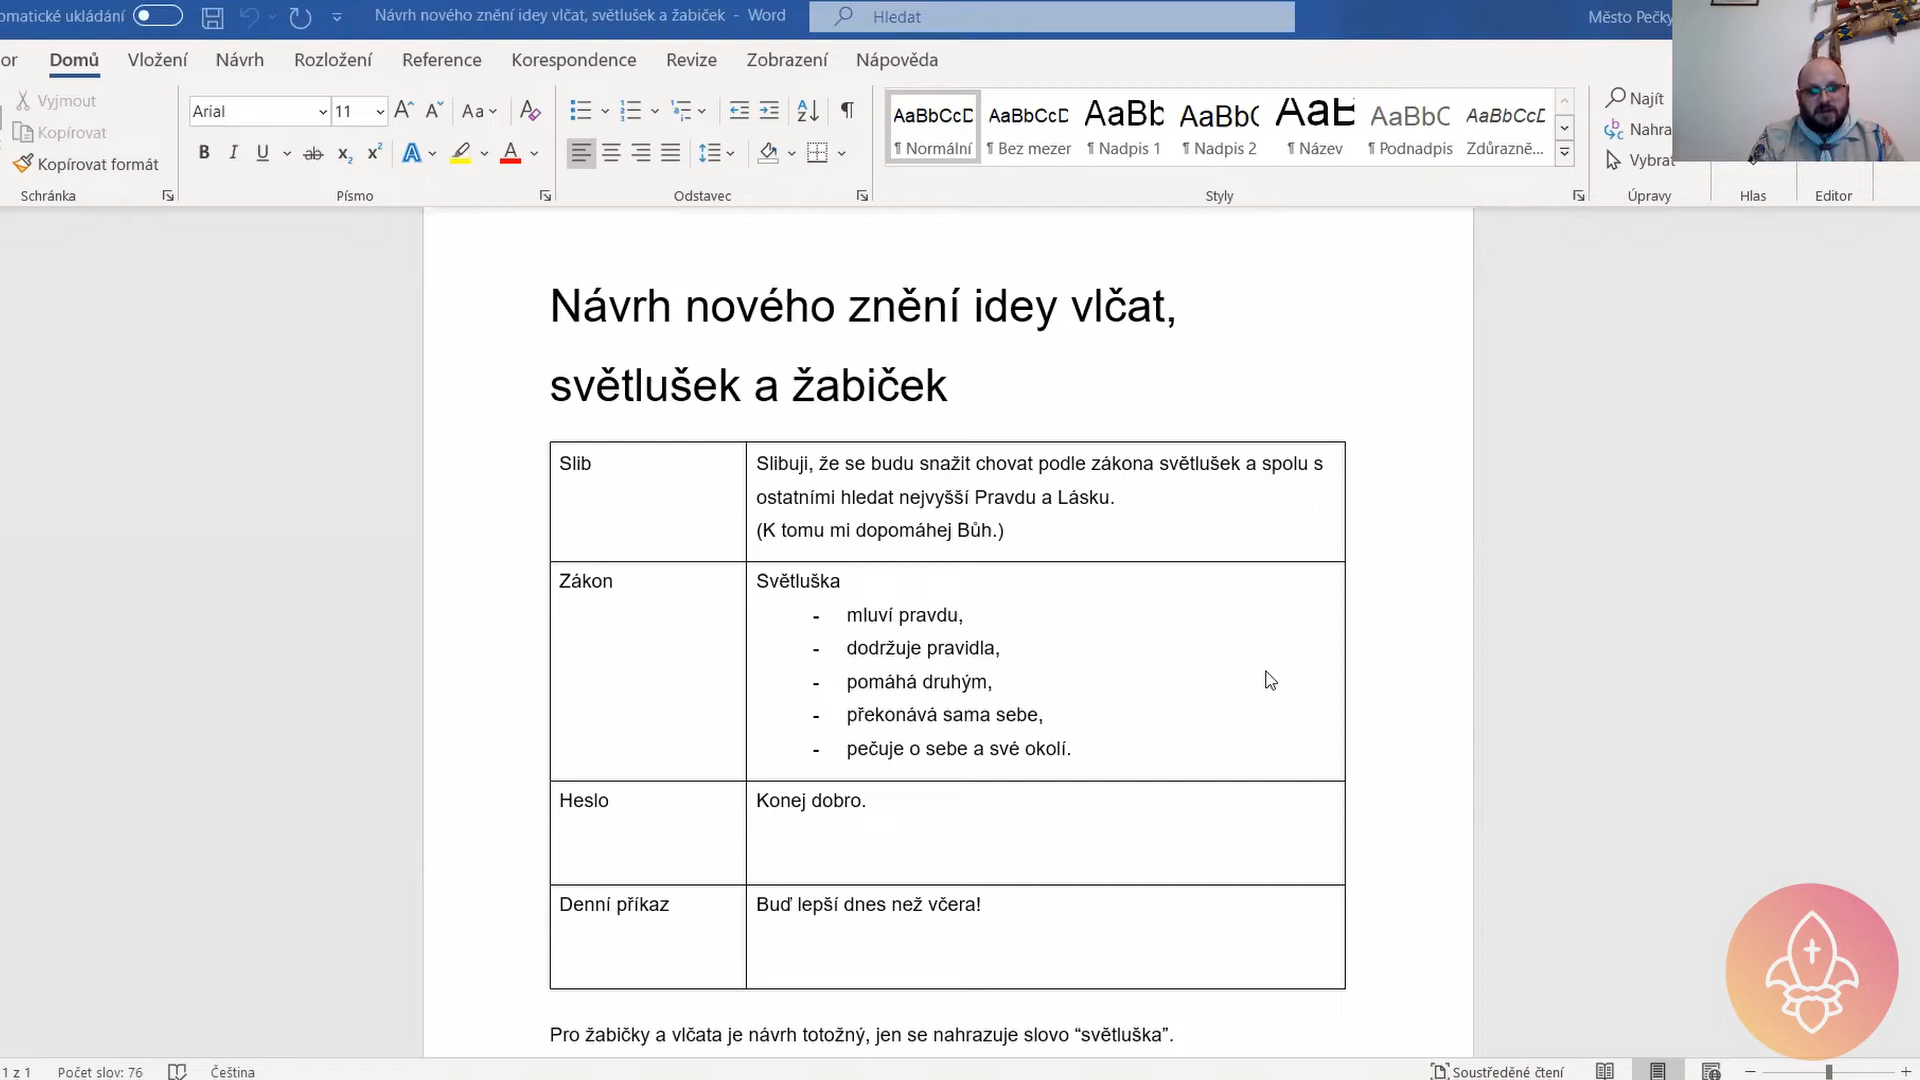 omatické ukládání
Návrh nového znění idey vlčat, světlušek a žabiček - Word
Hledat
Město Pečky
or Domů Vložení Návrh Rozložení Reference Korespondence Revize Zobrazení Nápověda
Vyjmout
Kopírovat
Kopírovat formát
Schránka
Arial 11
Písmo
Odstavec
AaBbCcD AaBbCcD AaBb AaBb( AaB AaBbC AaBbCcD
¶ Normální ¶ Bez mezer ¶ Nadpis 1 ¶ Nadpis 2 ¶ Název ¶ Podnadpis Zdůrazně...
Styly
Najít
Nahra
Vybrat
Úpravy
Hlas
Editor
Návrh nového znění idey vlčat,
světlušek a žabiček
Slib
Slibuji, že se budu snažit chovat podle zákona světlušek a spolu s
ostatními hledat nejvyšší Pravdu a Lásku.
(K tomu mi dopomáhej Bůh.)
Zákon
Světluška
- mluví pravdu,
- dodržuje pravidla,
- pomáhá druhým,
- překonává sama sebe,
- pečuje o sebe a své okolí.
Heslo
Konej dobro.
Denní příkaz
Buď lepší dnes než včera!
Pro žabičky a vlčata je návrh totožný, jen se nahrazuje slovo “světluška”.
1 z 1 Počet slov: 76 Čeština Soustředěné čtení